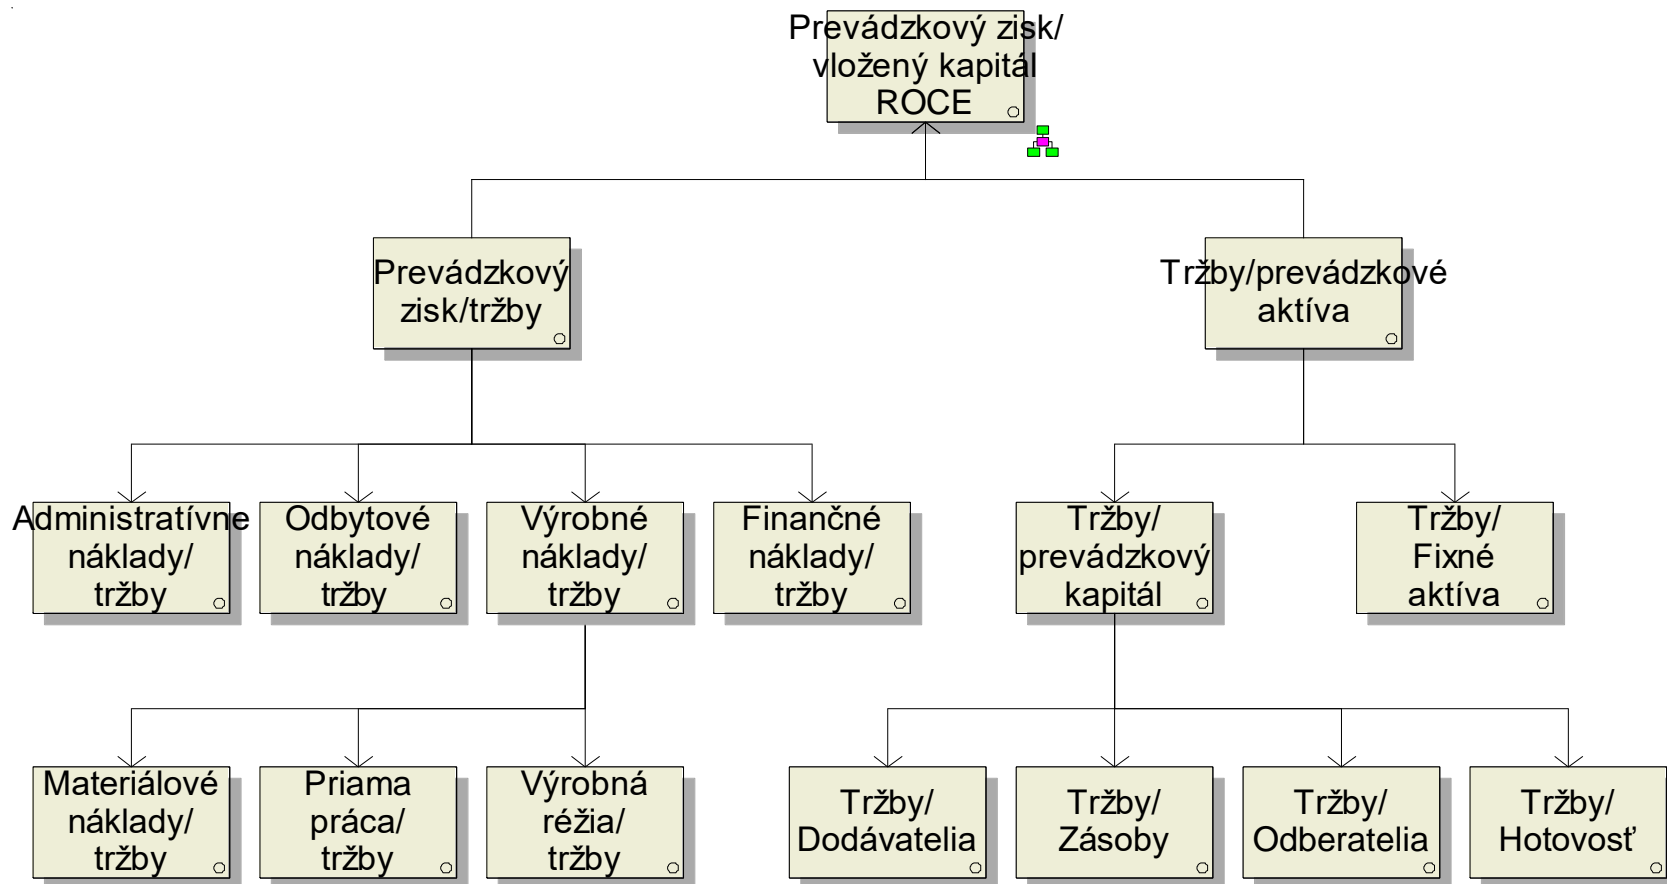 Prevádzkový zisk/
vložený kapitál
ROCE
Prevádzkový
zisk/tržby
Tržby/prevádzkové
aktíva
Administratívne
náklady/
tržby
Odbytové
náklady/
tržby
Výrobné
náklady/
tržby
Finančné
náklady/
tržby
Tržby/
prevádzkový
kapitál
Tržby/
Fixné
aktíva
Materiálové
náklady/
tržby
Priama
práca/
tržby
Výrobná
réžia/
tržby
Tržby/
Dodávatelia
Tržby/
Zásoby
Tržby/
Odberatelia
Tržby/
Hotovosť